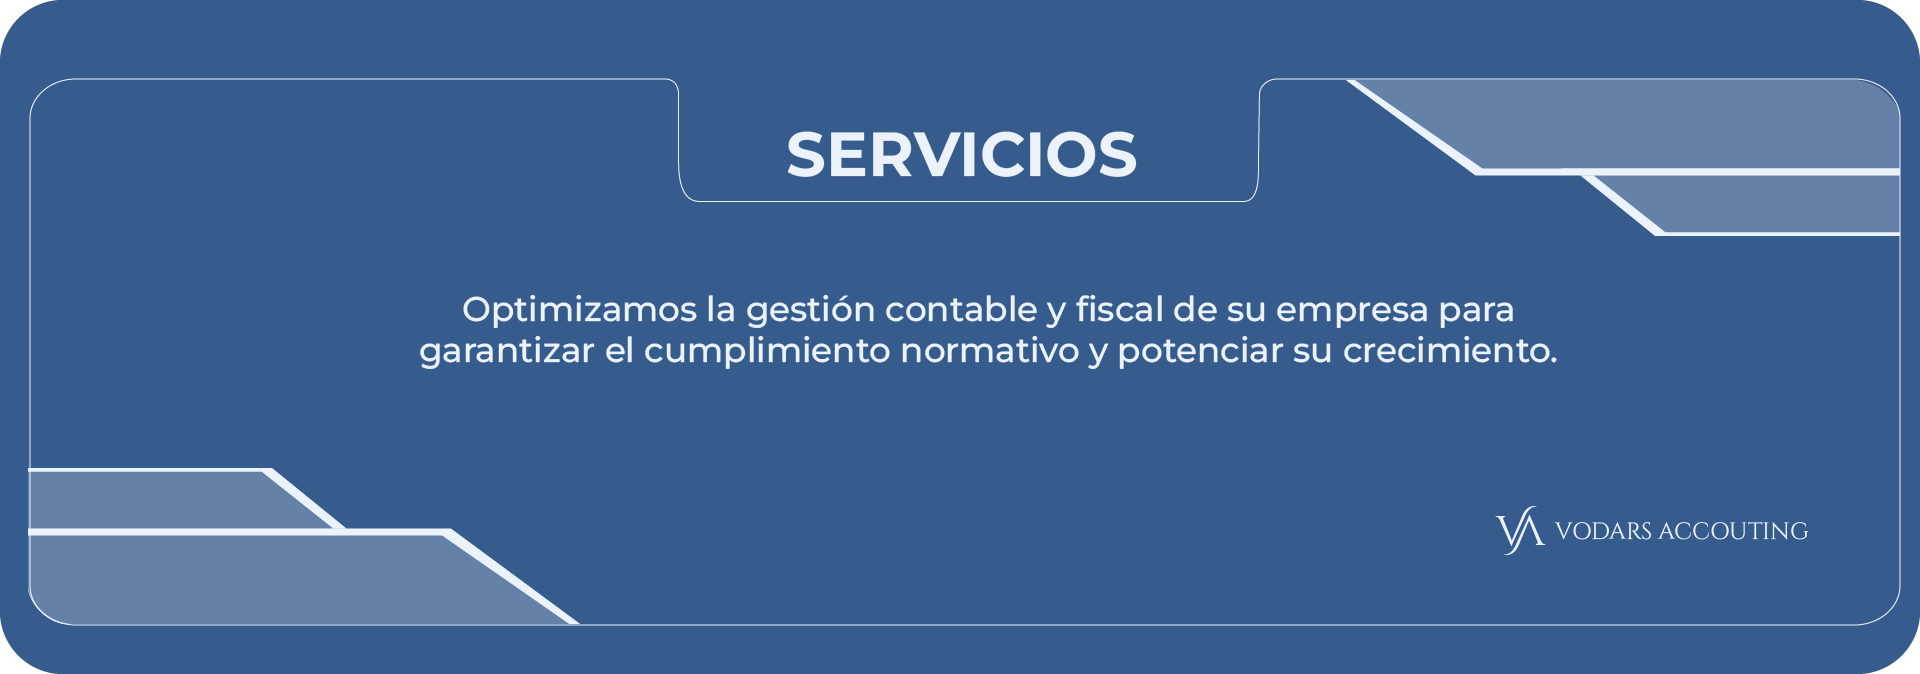 SERVICIOS
Optimizamos la gestión contable y fiscal de su empresa para
garantizar el cumplimiento normativo y potenciar su crecimiento.
VA VODARS ACCOUTING